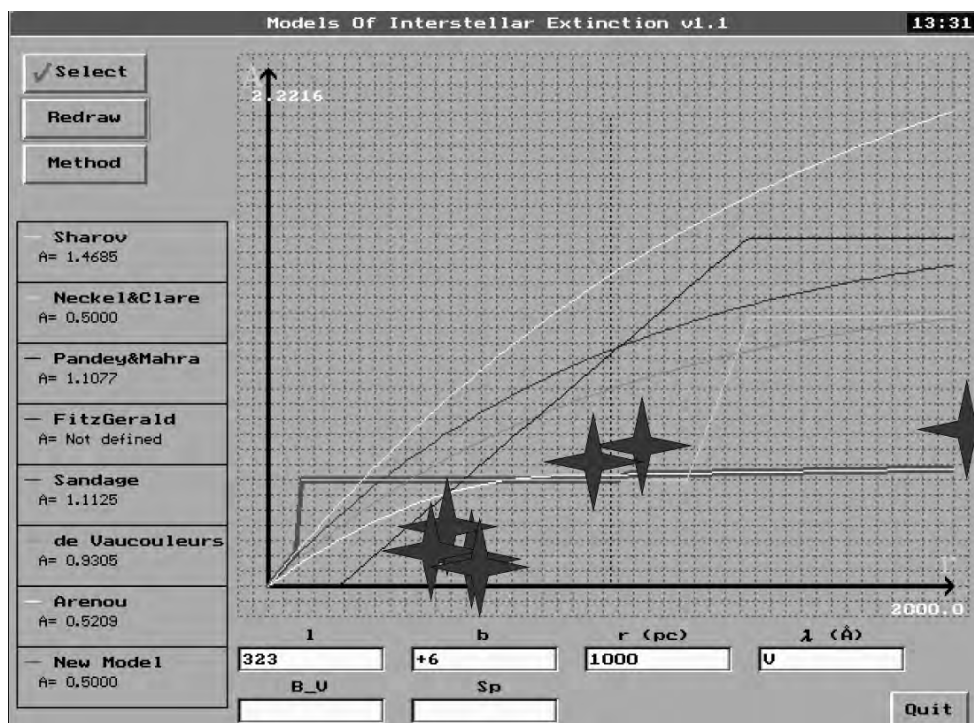 Models Of Interstellar Extinction v1.1
13:31
Select
Redraw
Method
A
2.2216
Sharov
A= 1.4685
Neckel&Clare
A= 0.5000
Pandey&Mahra
A= 1.1077
FitzGerald
A= Not defined
Sandage
A= 1.1125
de Vaucouleurs
A= 0.9305
Arenou
A= 0.5209
New Model
A= 0.5000
r
2000.0
l b r (pc) λ (Å)
323 +6 1000 V
B_V Sp
Quit